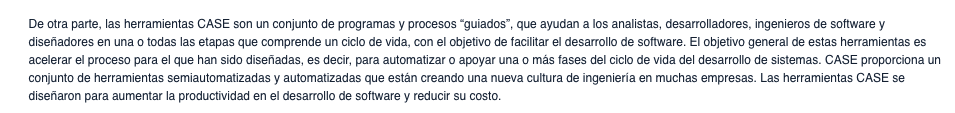 De otra parte, las herramientas CASE son un conjunto de programas y procesos “guiados”, que ayudan a los analistas, desarrolladores, ingenieros de software y
diseñadores en una o todas las etapas que comprende un ciclo de vida, con el objetivo de facilitar el desarrollo de software. El objetivo general de estas herramientas es
acelerar el proceso para el que han sido diseñadas, es decir, para automatizar o apoyar una o más fases del ciclo de vida del desarrollo de sistemas. CASE proporciona un
conjunto de herramientas semiautomatizadas y automatizadas que están creando una nueva cultura de ingeniería en muchas empresas. Las herramientas CASE se
diseñaron para aumentar la productividad en el desarrollo de software y reducir su costo.